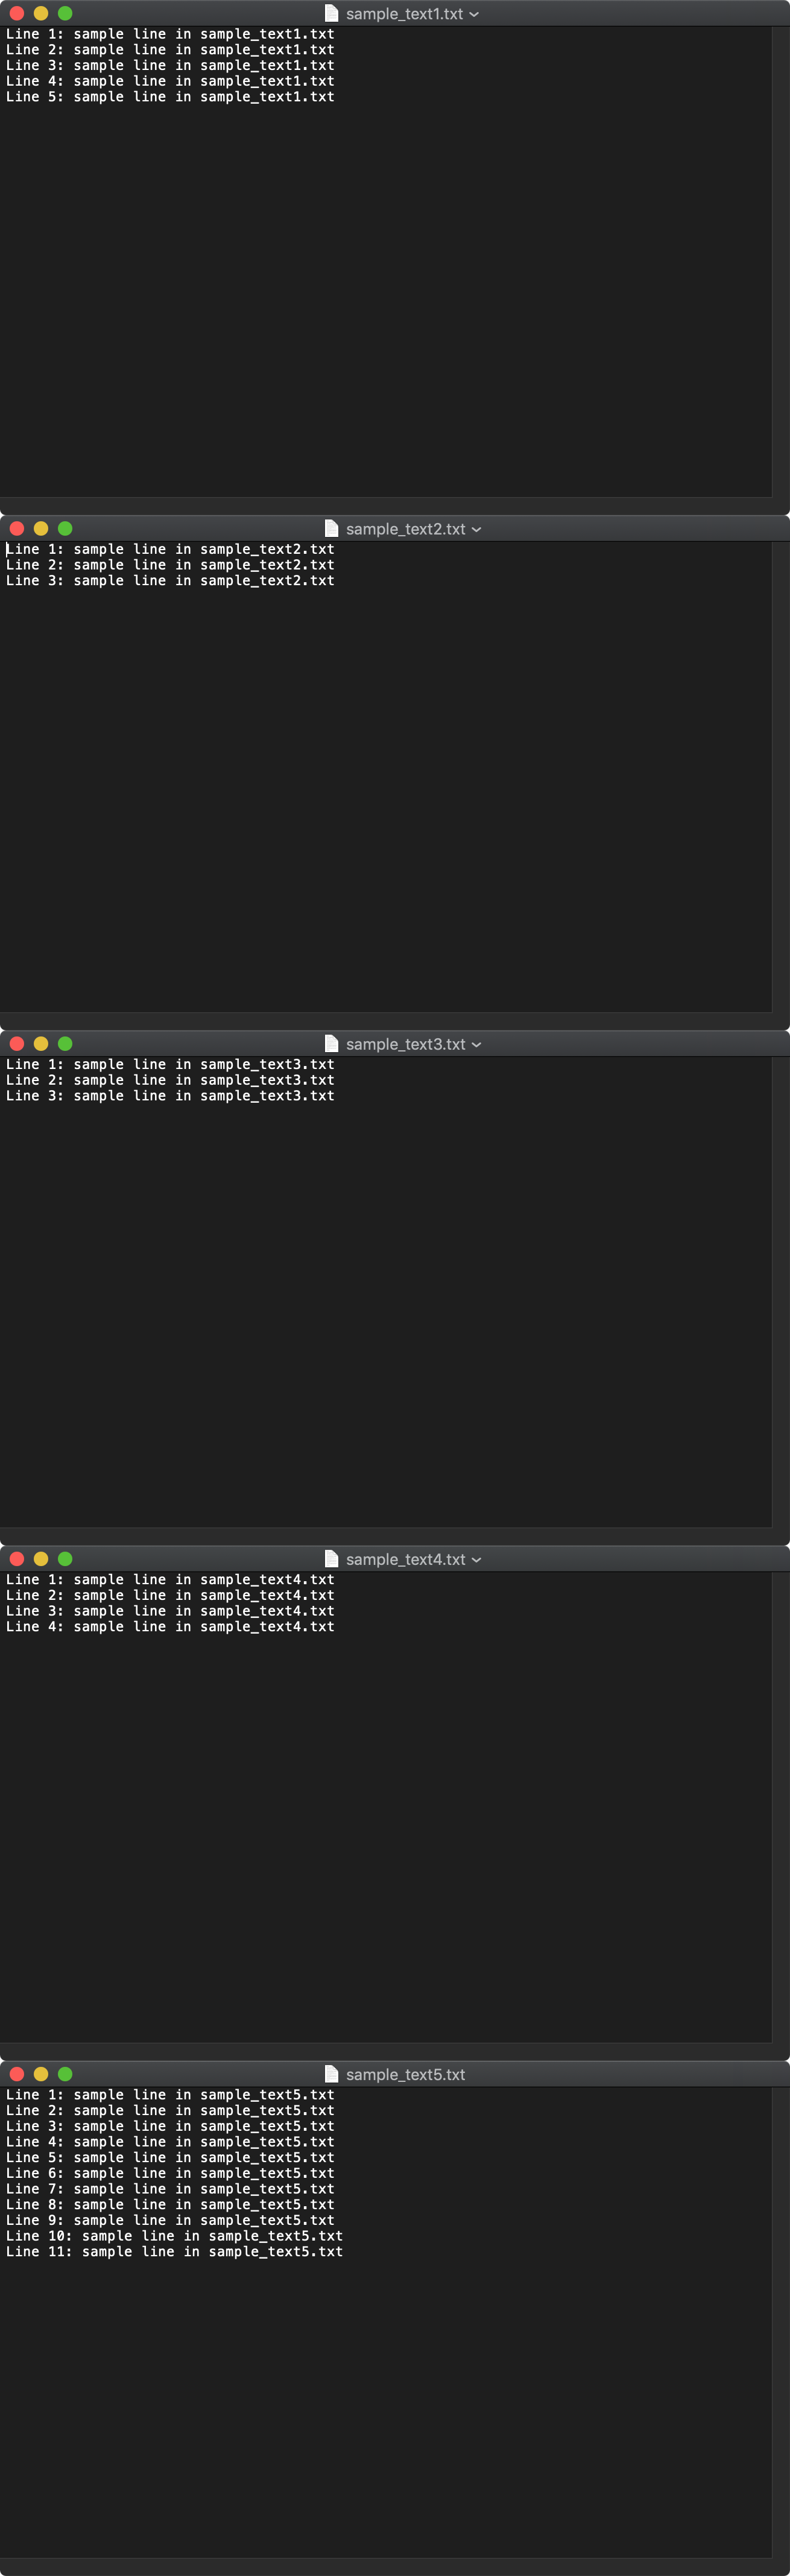 sample_text1.txt
Line 1: sample line in sample_text1.txt
Line 2: sample line in sample_text1.txt
Line 3: sample line in sample_text1.txt
Line 4: sample line in sample_text1.txt
Line 5: sample line in sample_text1.txt
sample_text2.txt
Line 1: sample line in sample_text2.txt
Line 2: sample line in sample_text2.txt
Line 3: sample line in sample_text2.txt
sample_text3.txt
Line 1: sample line in sample_text3.txt
Line 2: sample line in sample_text3.txt
Line 3: sample line in sample_text3.txt
sample_text4.txt
Line 1: sample line in sample_text4.txt
Line 2: sample line in sample_text4.txt
Line 3: sample line in sample_text4.txt
Line 4: sample line in sample_text4.txt
sample_text5.txt
Line 1: sample line in sample_text5.txt
Line 2: sample line in sample_text5.txt
Line 3: sample line in sample_text5.txt
Line 4: sample line in sample_text5.txt
Line 5: sample line in sample_text5.txt
Line 6: sample line in sample_text5.txt
Line 7: sample line in sample_text5.txt
Line 8: sample line in sample_text5.txt
Line 9: sample line in sample_text5.txt
Line 10: sample line in sample_text5.txt
Line 11: sample line in sample_text5.txt